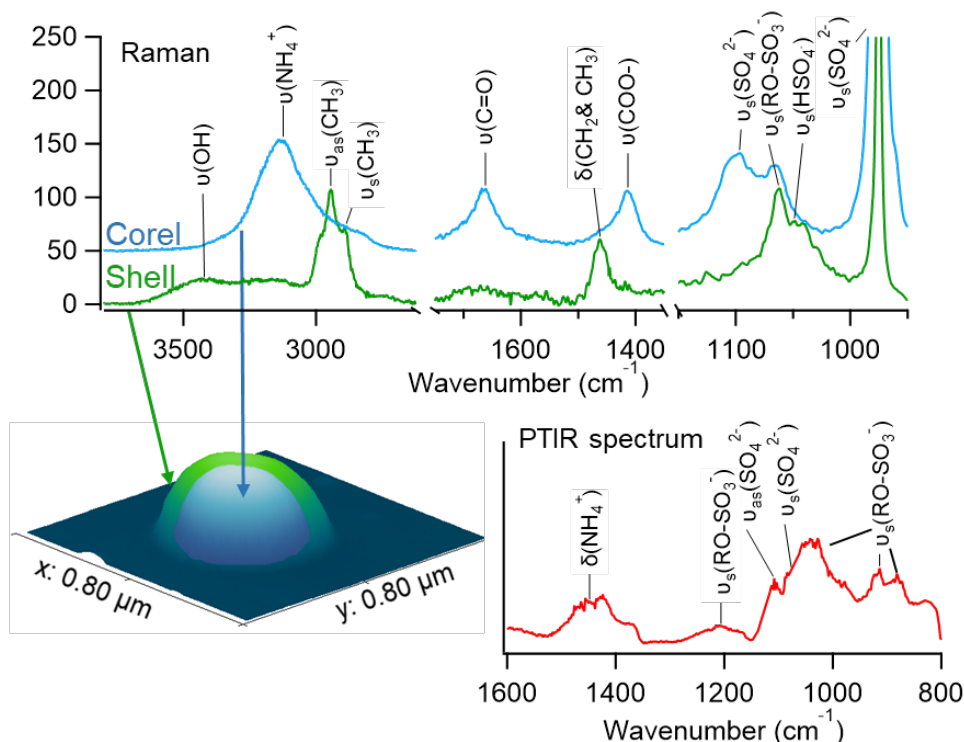 250
200
150
100
50
0
Raman
υ(OH)
υ(NH₄⁺)
υas(CH₃)
υs(CH₃)
υ(C=O)
δ(CH₂& CH₃)
υ(COO-)
υs(SO₄²⁻)
υs(RO-SO₃⁻)
υs(HSO₄⁻)
υs(SO₄²⁻)
Corel
Shell
3500
3000
1600
1400
1100
1000
Wavenumber (cm⁻¹)
x: 0.80 µm
y: 0.80 µm
PTIR spectrum
δ(NH₄⁺)
υs(RO-SO₃⁻)
υas(SO₄²⁻)
υs(SO₄²⁻)
υs(RO-SO₃⁻)
1600
1400
1200
1000
800
Wavenumber (cm⁻¹)